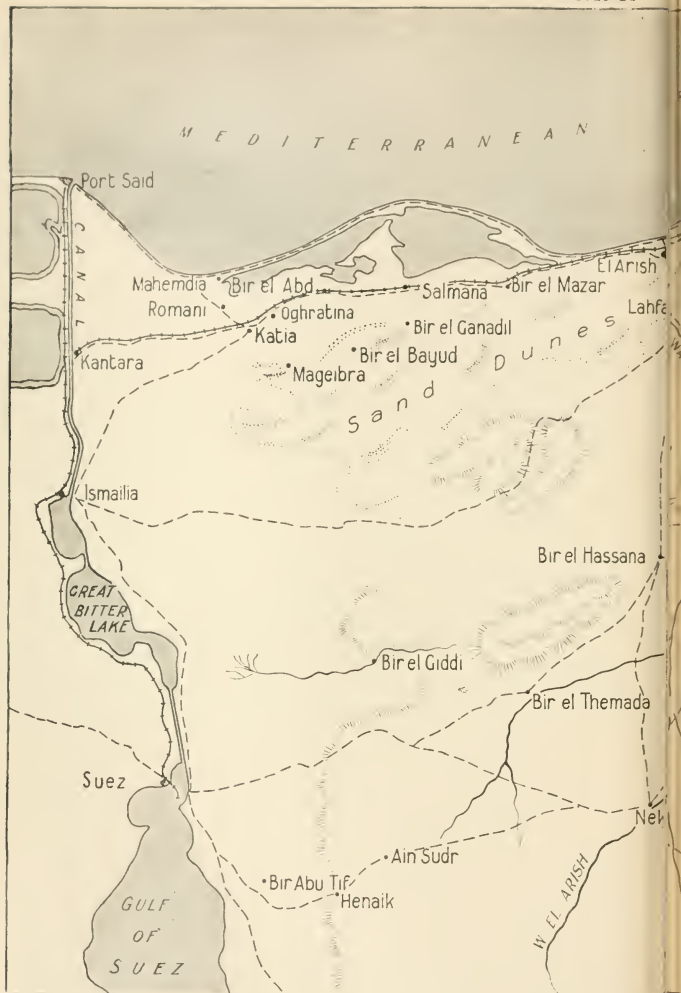 MEDITERRANEAN
Port Said
CANAL
Mahemdia
Bir el Abd
El Arish
Romani
Salmana
Bir el Mazar
Oghratina
Lahfa
Katia
Bir el Ganadil
Kantara
Bir el Bayud
Mageibra
Sand Dunes
Ismailia
Bir el Hassana
GREAT
BITTER
LAKE
Bir el Giddi
Bir el Themada
Suez
Nek
Ain Sudr
Bir Abu Tif
Henaik
W EL ARISH
GULF
OF
SUEZ